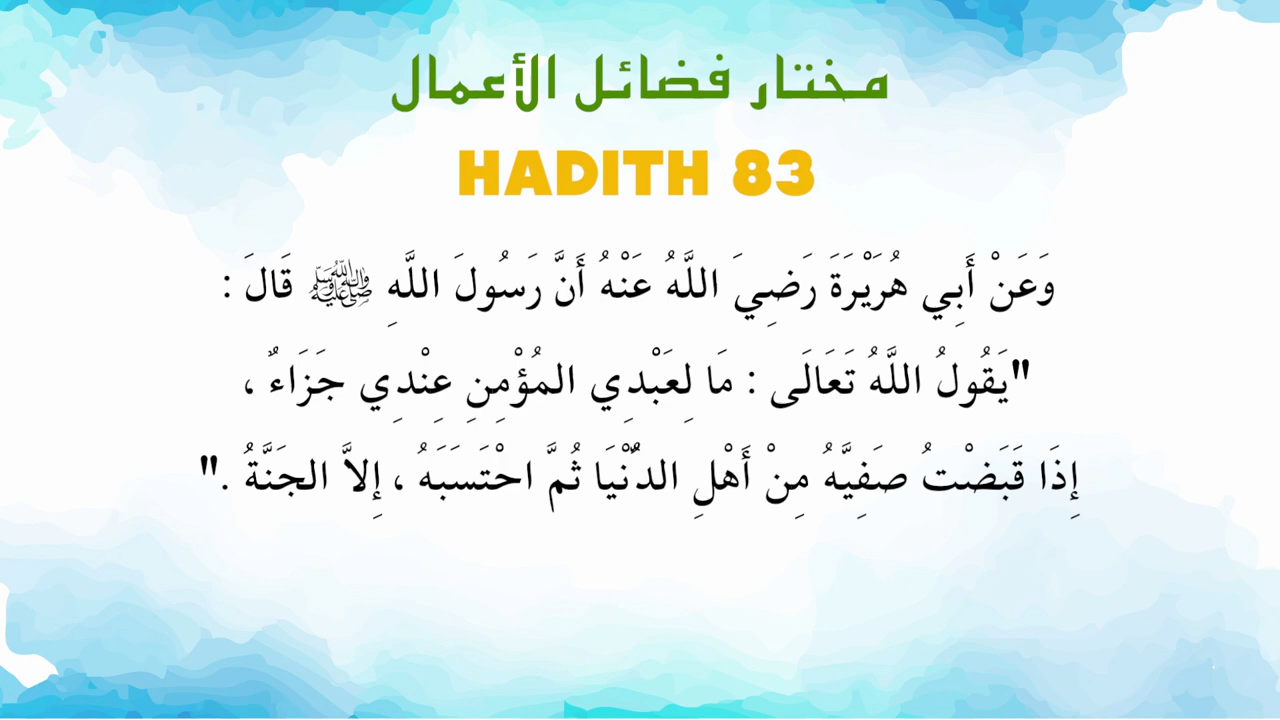 مختار فضائل الأعمال
HADITH 83
وَعَنْ أَبِي هُرَيْرَةَ رَضِيَ اللَّهُ عَنْهُ أَنَّ رَسُولَ اللَّهِ ﷺ قَالَ :
"يَقُولُ اللَّهُ تَعَالَى : مَا لِعَبْدِي المُؤْمِنِ عِنْدِي جَزَاءٌ ،
إِذَا قَبَضْتُ صَفِيَّهُ مِنْ أَهْلِ الدُّنْيَا ثُمَّ احْتَسَبَهُ ، إِلاَّ الجَنَّةُ ."